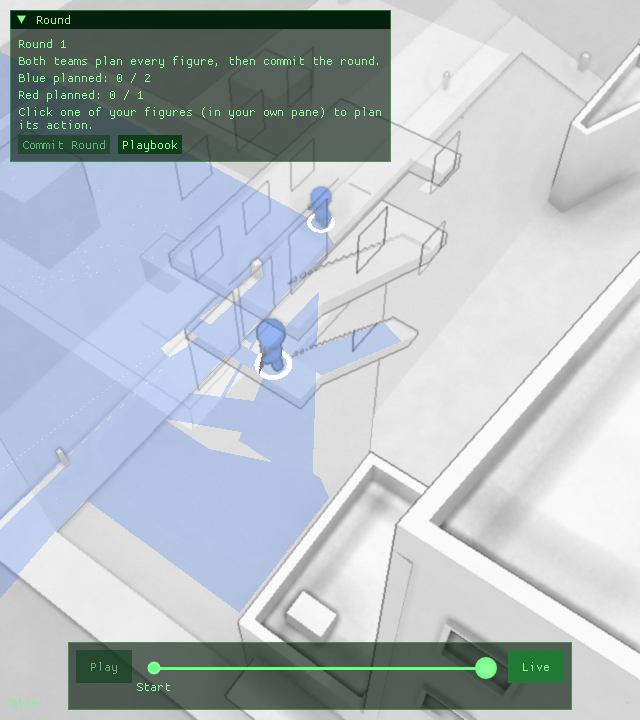 Round
Round 1
Both teams plan every figure, then commit the round.
Blue planned: 0 / 2
Red planned: 0 / 1
Click one of your figures (in your own pane) to plan
its action.
Commit Round
Playbook
Play
Start
Live